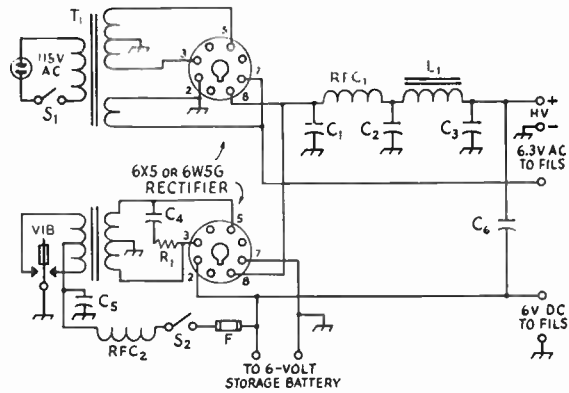 T1
5
3
7
2
8
115V
AC
S1
RFC1
L1
C1
C2
C3
+
HV
-
6.3V AC
TO FILS
6X5 OR 6W5G
RECTIFIER
C4
C6
VIB
5
3
7
R1
2
8
C5
RFC2
S2
F
6V DC
TO FILS
TO 6-VOLT
STORAGE BATTERY